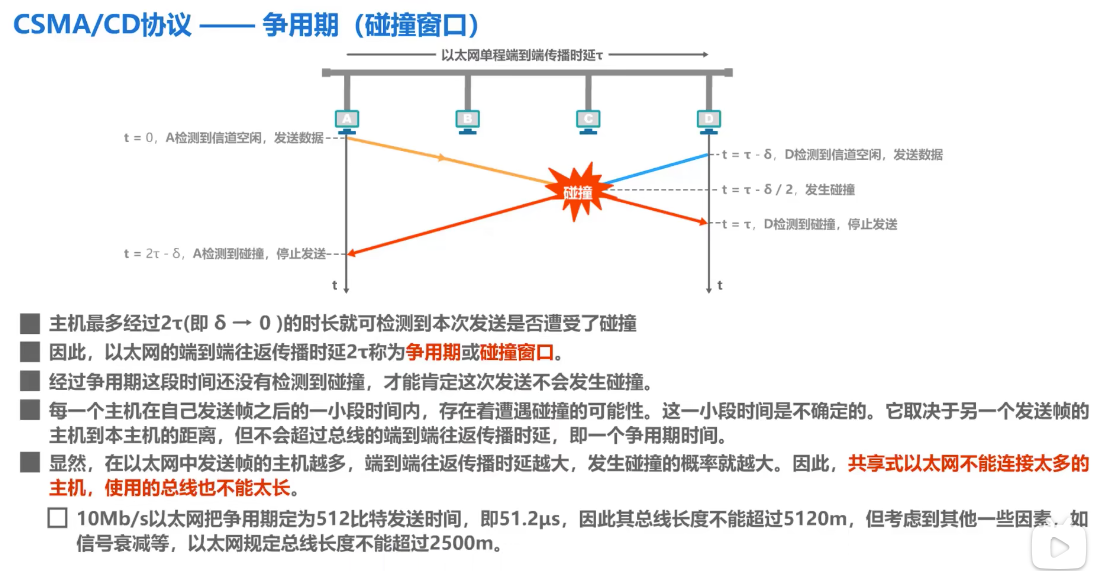 CSMA/CD协议 —— 争用期（碰撞窗口）
以太网单程端到端传播时延τ
A B C D
t = 0，A检测到信道空闲，发送数据
t = τ - δ，D检测到信道空闲，发送数据
碰撞
t = τ - δ / 2，发生碰撞
t = τ，D检测到碰撞，停止发送
t = 2τ - δ，A检测到碰撞，停止发送
t
t
主机最多经过2τ(即 δ → 0 )的时长就可检测到本次发送是否遭受了碰撞
因此，以太网的端到端往返传播时延2τ称为争用期或碰撞窗口。
经过争用期这段时间还没有检测到碰撞，才能肯定这次发送不会发生碰撞。
每一个主机在自己发送帧之后的一小段时间内，存在着遭遇碰撞的可能性。这一小段时间是不确定的。它取决于另一个发送帧的
主机到本主机的距离，但不会超过总线的端到端往返传播时延，即一个争用期时间。
显然，在以太网中发送帧的主机越多，端到端往返传播时延越大，发生碰撞的概率就越大。因此，共享式以太网不能连接太多的
主机，使用的总线也不能太长。
10Mb/s以太网把争用期定为512比特发送时间，即51.2μs，因此其总线长度不能超过5120m，但考虑到其他一些因素，如
信号衰减等，以太网规定总线长度不能超过2500m。